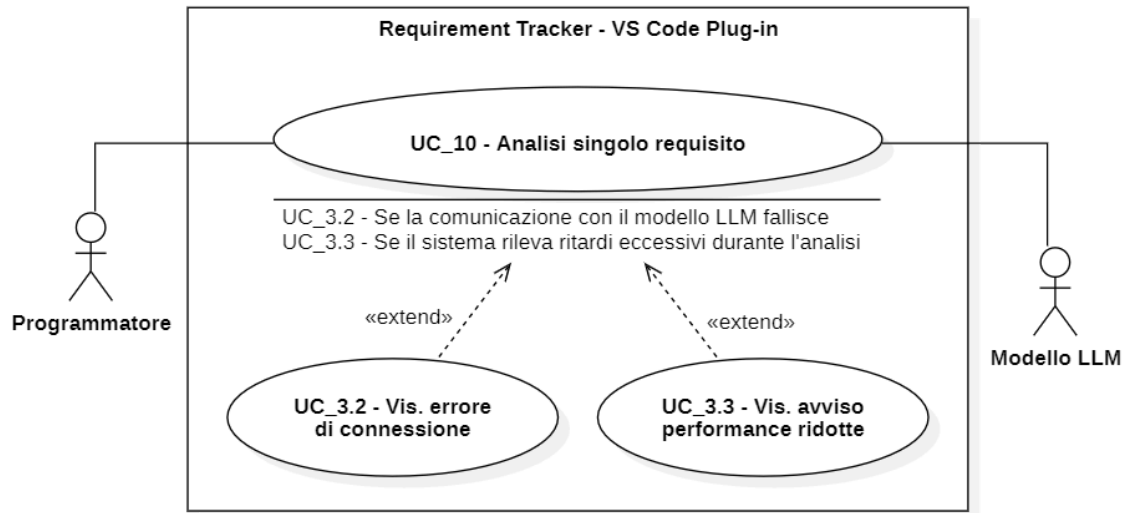 Requirement Tracker - VS Code Plug-in
UC_10 - Analisi singolo requisito
UC_3.2 - Se la comunicazione con il modello LLM fallisce
UC_3.3 - Se il sistema rileva ritardi eccessivi durante l'analisi
Programmatore
Modello LLM
«extend»
«extend»
UC_3.2 - Vis. errore
di connessione
UC_3.3 - Vis. avviso
performance ridotte